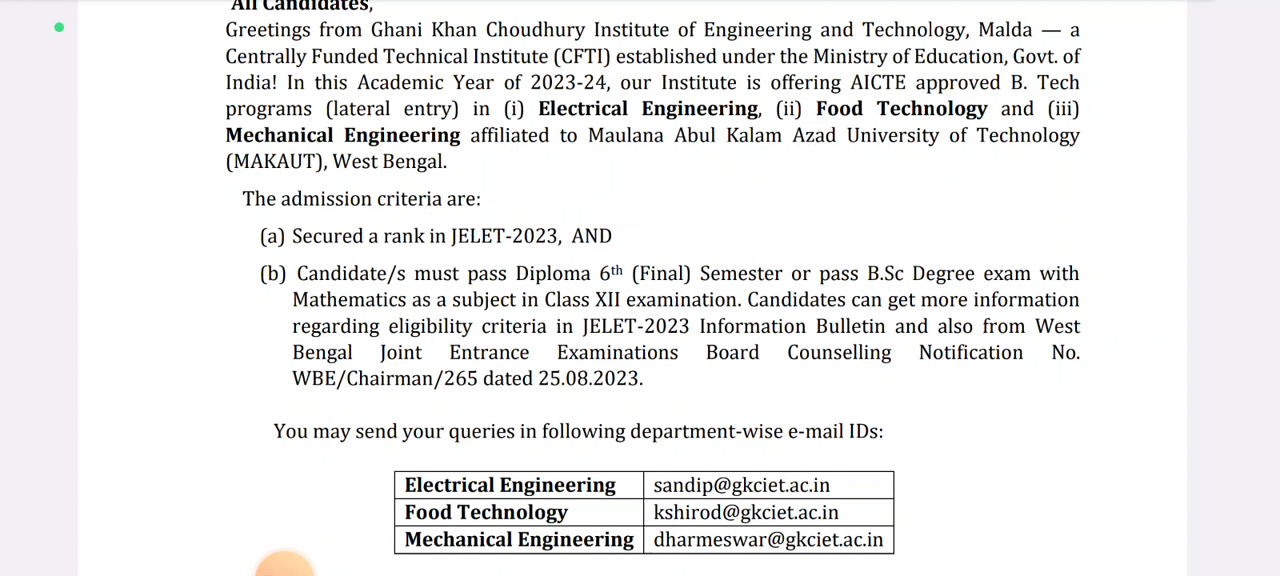 All Candidates,
Greetings from Ghani Khan Choudhury Institute of Engineering and Technology, Malda — a
Centrally Funded Technical Institute (CFTI) established under the Ministry of Education, Govt. of
India! In this Academic Year of 2023-24, our Institute is offering AICTE approved B. Tech
programs (lateral entry) in (i) Electrical Engineering, (ii) Food Technology and (iii)
Mechanical Engineering affiliated to Maulana Abul Kalam Azad University of Technology
(MAKAUT), West Bengal.
The admission criteria are:
(a) Secured a rank in JELET-2023, AND
(b) Candidate/s must pass Diploma 6th (Final) Semester or pass B.Sc Degree exam with
Mathematics as a subject in Class XII examination. Candidates can get more information
regarding eligibility criteria in JELET-2023 Information Bulletin and also from West
Bengal Joint Entrance Examinations Board Counselling Notification No.
WBE/Chairman/265 dated 25.08.2023.
You may send your queries in following department-wise e-mail IDs:
Electrical Engineering sandip@gkciet.ac.in
Food Technology kshirod@gkciet.ac.in
Mechanical Engineering dharmeswar@gkciet.ac.in